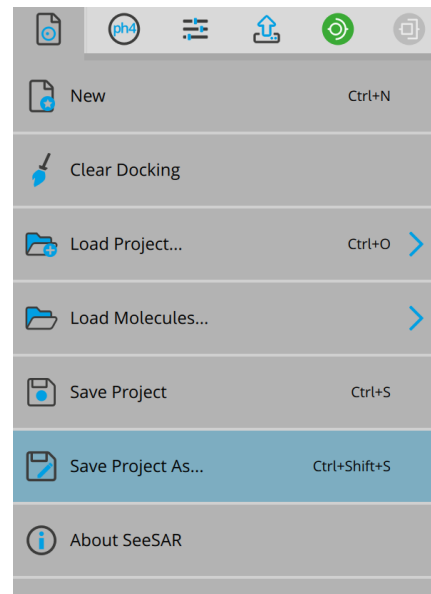 ph4
New Ctrl+N
Clear Docking
Load Project... Ctrl+O
Load Molecules...
Save Project Ctrl+S
Save Project As... Ctrl+Shift+S
About SeeSAR